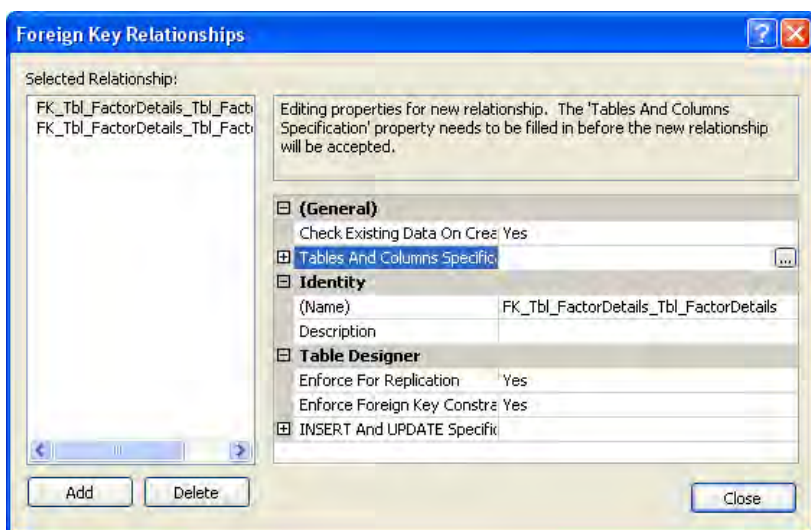 Foreign Key Relationships
Selected Relationship:
FK_Tbl_FactorDetails_Tbl_Fact
FK_Tbl_FactorDetails_Tbl_Fact
Editing properties for new relationship. The 'Tables And Columns
Specification' property needs to be filled in before the new relationship
will be accepted.
(General)
Check Existing Data On Crea Yes
Tables And Columns Specific ...
Identity
(Name) FK_Tbl_FactorDetails_Tbl_FactorDetails
Description
Table Designer
Enforce For Replication Yes
Enforce Foreign Key Constra Yes
INSERT And UPDATE Specific
Add Delete
Close